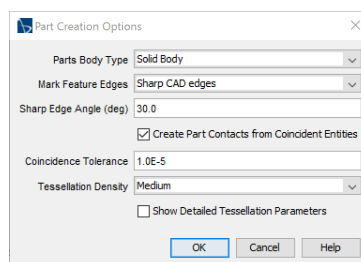 Part Creation Options
Parts Body Type Solid Body
Mark Feature Edges Sharp CAD edges
Sharp Edge Angle (deg) 30.0
Create Part Contacts from Coincident Entities
Coincidence Tolerance 1.0E-5
Tessellation Density Medium
Show Detailed Tessellation Parameters
OK Cancel Help